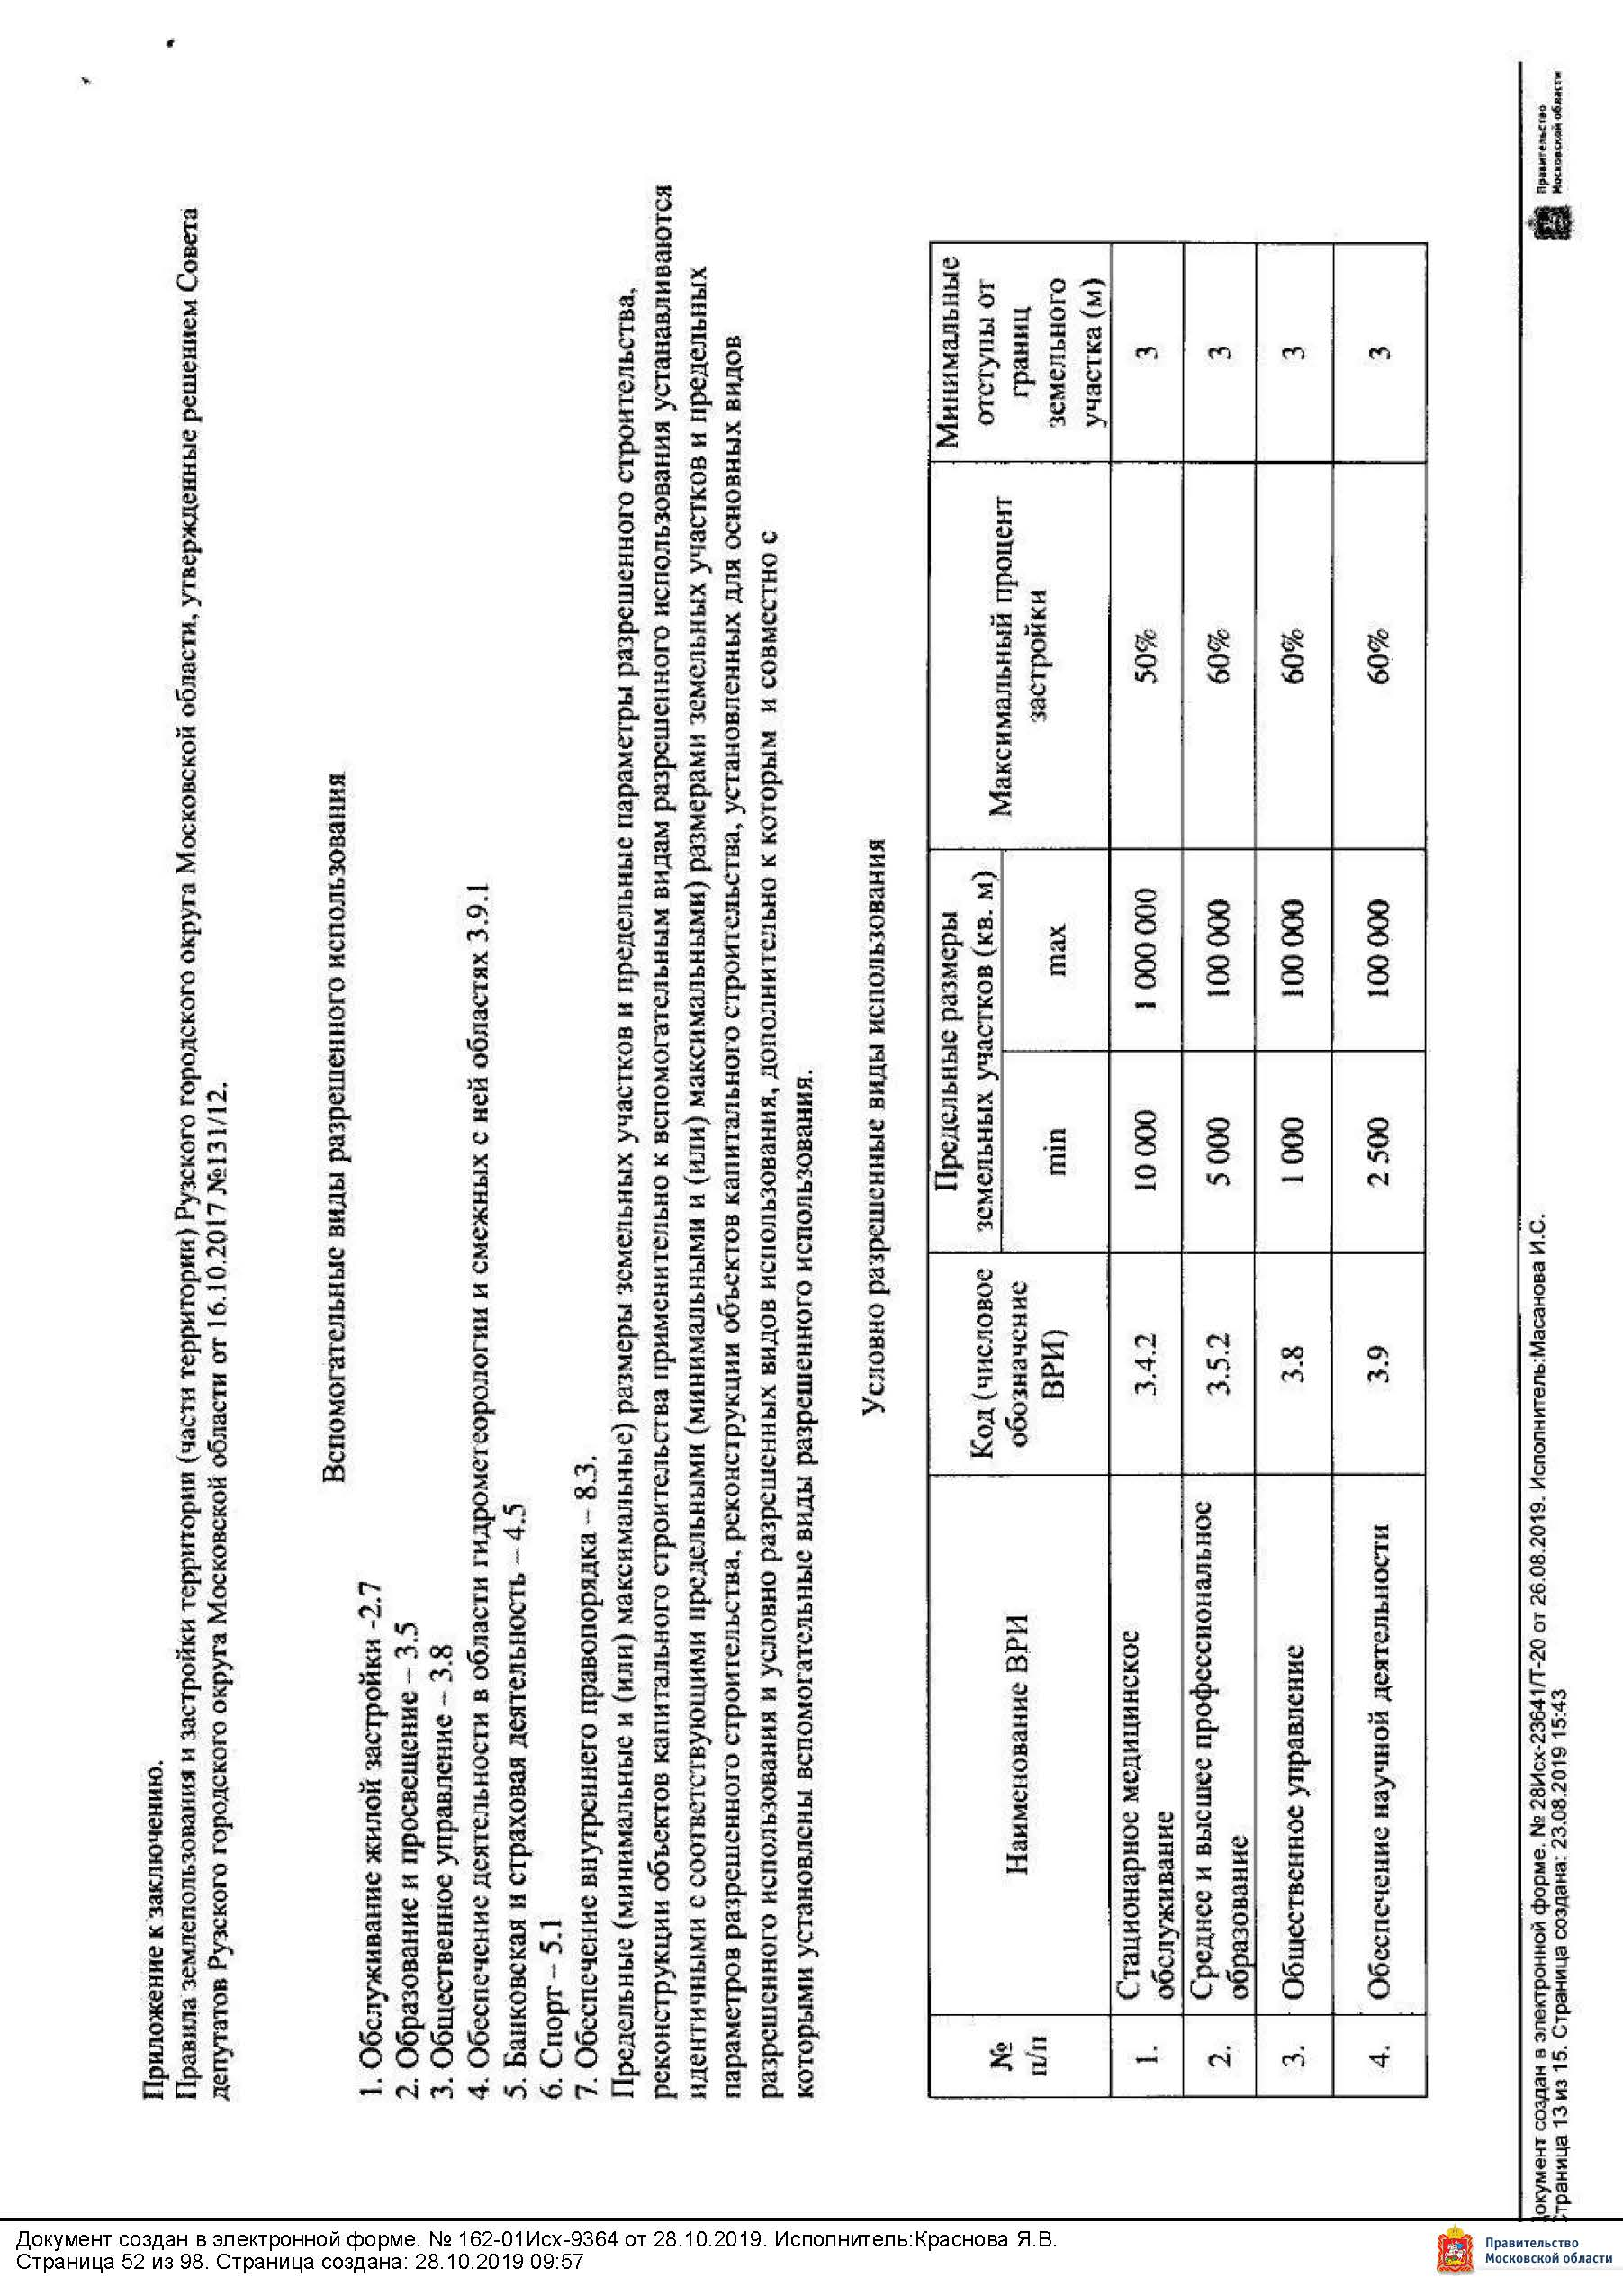 Приложение к заключению.
Правила землепользования и застройки территории (части территории) Рузского городского округа Московской области, утвержденные решением Совета
депутатов Рузского городского округа Московской области от 16.10.2017 №131/12.
Вспомогательные виды разрешенного использования
1. Обслуживание жилой застройки -2.7
2. Образование и просвещение – 3.5
3. Общественное управление – 3.8
4. Обеспечение деятельности в области гидрометеорологии и смежных с ней областях 3.9.1
5. Банковская и страховая деятельность – 4.5
6. Спорт – 5.1
7. Обеспечение внутреннего правопорядка – 8.3.
Предельные (минимальные и (или) максимальные) размеры земельных участков и предельные параметры разрешенного строительства,
реконструкции объектов капитального строительства применительно к вспомогательным видам разрешенного использования устанавливаются
идентичными с соответствующими предельными (минимальными и (или) максимальными) размерами земельных участков и предельных
параметров разрешенного строительства, реконструкции объектов капитального строительства, установленных для основных видов
разрешенного использования и условно разрешенных видов использования, дополнительно к которым и совместно с
которыми установлены вспомогательные виды разрешенного использования.
Условно разрешенные виды использования
№ п/п
Наименование ВРИ
Код (числовое обозначение ВРИ)
Предельные размеры земельных участков (кв. м)
min
max
Максимальный процент застройки
Минимальные отступы от границ земельного участка (м)
1. Стационарное медицинское обслуживание 3.4.2 10 000 1 000 000 50% 3
2. Среднее и высшее профессиональное образование 3.5.2 5 000 100 000 60% 3
3. Общественное управление 3.8 1 000 100 000 60% 3
4. Обеспечение научной деятельности 3.9 2 500 100 000 60% 3
окумент создан в электронной форме. № 28Исх-23641/Т-20 от 26.08.2019. Исполнитель:Масанова И.С.
траница 13 из 15. Страница создана: 23.08.2019 15:43
Правительство
Московской области
Документ создан в электронной форме. № 162-01Исх-9364 от 28.10.2019. Исполнитель:Краснова Я.В.
Страница 52 из 98. Страница создана: 28.10.2019 09:57
Правительство
Московской области